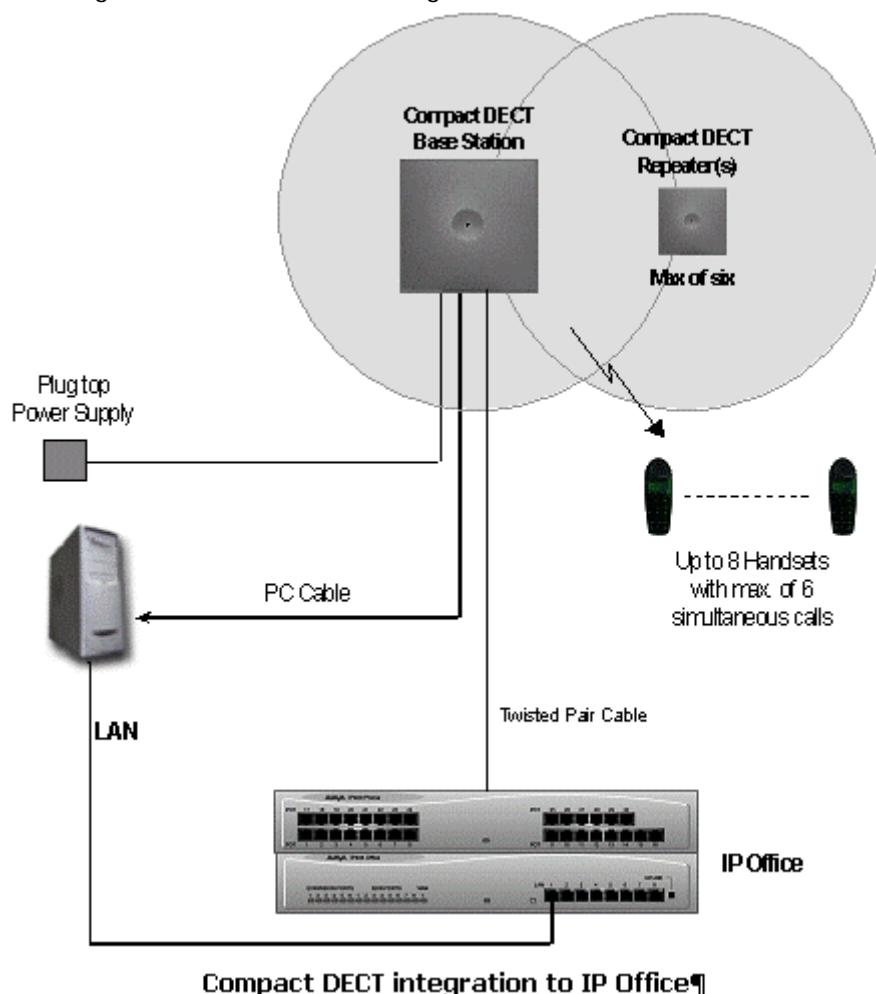 Compact DECT
Base Station
Compact DECT
Repeater(s)
Max of six
Plug top
Power Supply
Up to 8 Handsets
with max. of 6
simultaneous calls
PC Cable
LAN
Twisted Pair Cable
IP Office
LAN
Compact DECT integration to IP Office¶